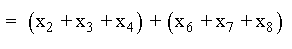 = (x₂ + x₃ + x₄) + (x₆ + x₇ + x₈)